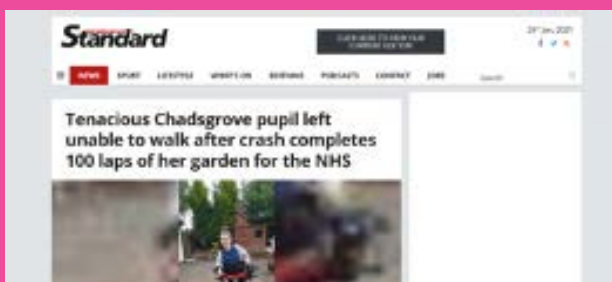 Standard
NEWS SPORT LIFESTYLE WHAT'S ON PODCASTS CONTACT JOBS
Tenacious Chadsgrove pupil left
unable to walk after crash completes
100 laps of her garden for the NHS